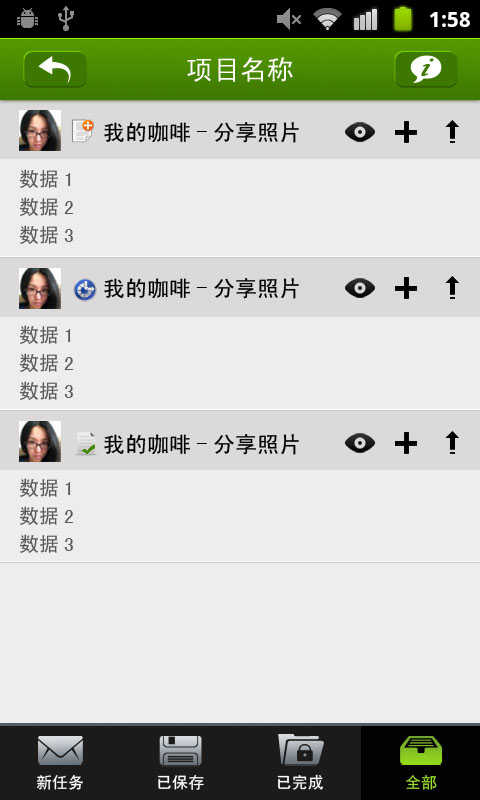 1:58
项目名称
我的咖啡－分享照片
数据 1
数据 2
数据 3
我的咖啡－分享照片
数据 1
数据 2
数据 3
我的咖啡－分享照片
数据 1
数据 2
数据 3
新任务 已保存 已完成 全部